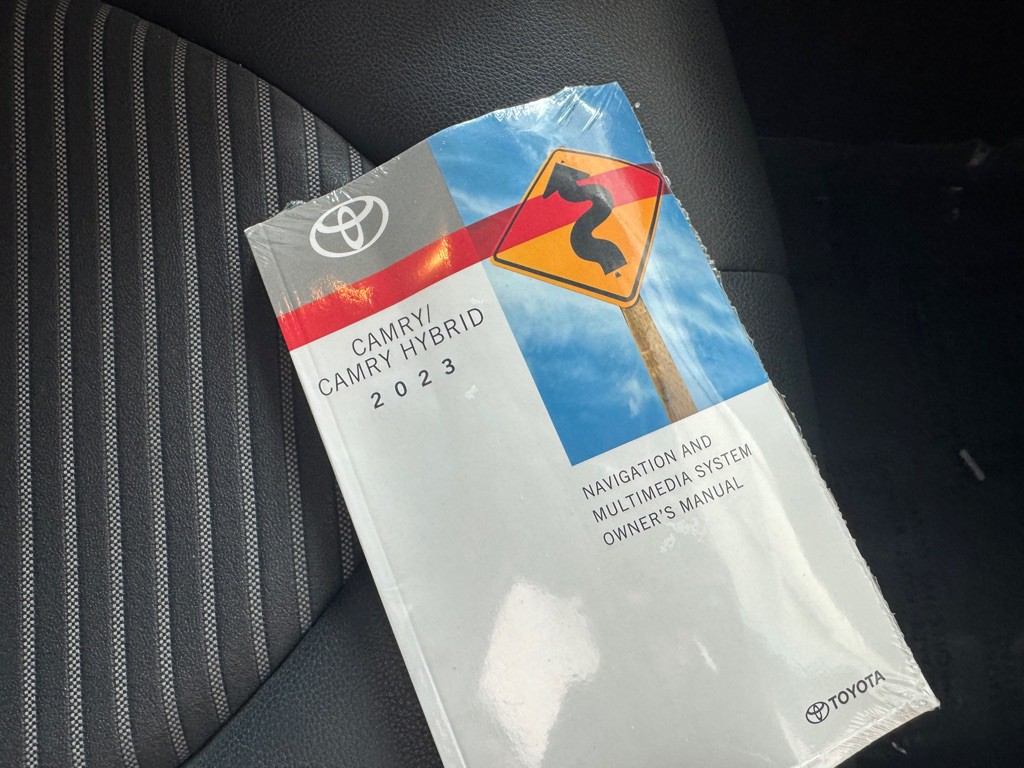 CAMRY/
CAMRY HYBRID
2023
NAVIGATION AND
MULTIMEDIA SYSTEM
OWNER'S MANUAL
TOYOTA